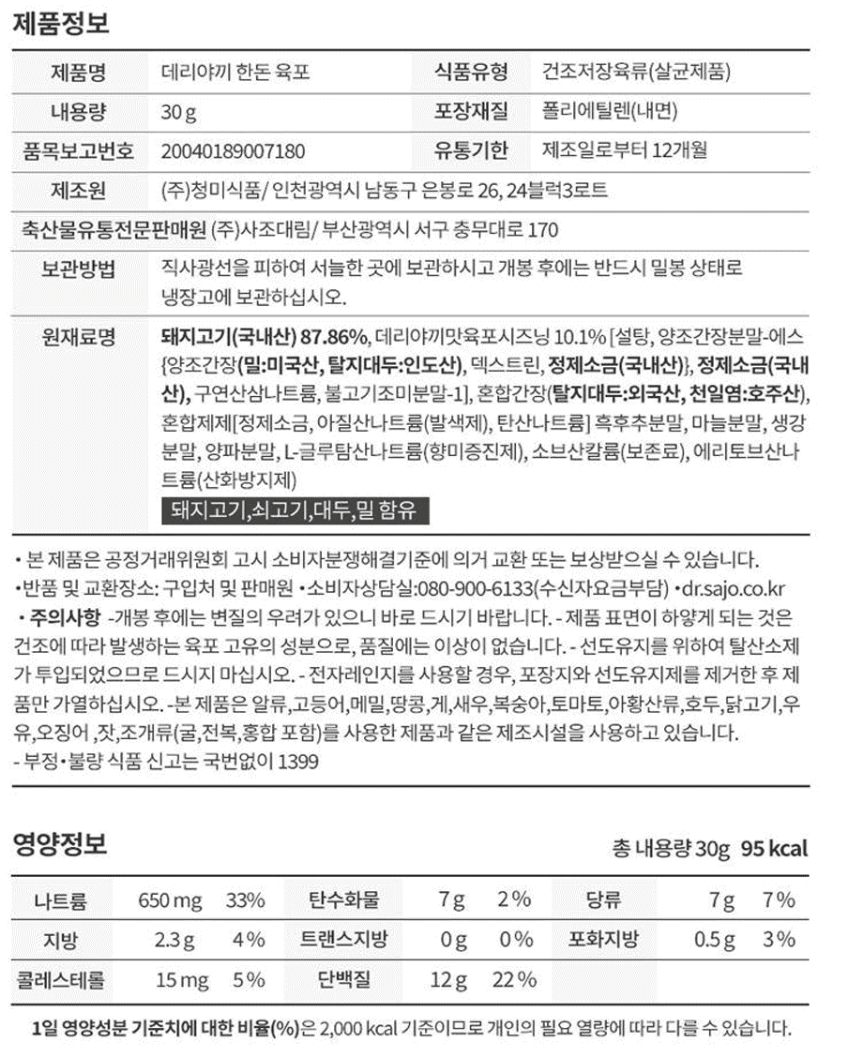 제품정보
제품명 데리야끼 한돈 육포 식품유형 건조저장육류(살균제품)
내용량 30 g 포장재질 폴리에틸렌(내면)
품목보고번호 20040189007180 유통기한 제조일로부터 12개월
제조원 (주)청미식품/ 인천광역시 남동구 은봉로 26, 24블럭3로트
축산물유통전문판매원 (주)사조대림/ 부산광역시 서구 충무대로 170
보관방법 직사광선을 피하여 서늘한 곳에 보관하시고 개봉 후에는 반드시 밀봉 상태로
냉장고에 보관하십시오.
원재료명 돼지고기(국내산) 87.86%, 데리야끼맛육포시즈닝 10.1% [설탕, 양조간장분말-에스
{양조간장(밀:미국산, 탈지대두:인도산), 덱스트린, 정제소금(국내산)}, 정제소금(국내
산), 구연산삼나트륨, 불고기조미분말-1], 혼합간장(탈지대두:외국산, 천일염:호주산),
혼합제제[정제소금, 아질산나트륨(발색제), 탄산나트륨] 흑후추분말, 마늘분말, 생강
분말, 양파분말, L-글루탐산나트륨(향미증진제), 소브산칼륨(보존료), 에리토브산나
트륨(산화방지제)
돼지고기,쇠고기,대두,밀 함유
• 본 제품은 공정거래위원회 고시 소비자분쟁해결기준에 의거 교환 또는 보상받으실 수 있습니다.
•반품 및 교환장소: 구입처 및 판매원 •소비자상담실:080-900-6133(수신자요금부담) •dr.sajo.co.kr
• 주의사항 -개봉 후에는 변질의 우려가 있으니 바로 드시기 바랍니다. - 제품 표면이 하얗게 되는 것은
건조에 따라 발생하는 육포 고유의 성분으로, 품질에는 이상이 없습니다. - 선도유지를 위하여 탈산소제
가 투입되었으므로 드시지 마십시오. - 전자레인지를 사용할 경우, 포장지와 선도유지제를 제거한 후 제
품만 가열하십시오. -본 제품은 알류,고등어,메밀,땅콩,게,새우,복숭아,토마토,아황산류,호두,닭고기,우
유,오징어 ,잣,조개류(굴,전복,홍합 포함)를 사용한 제품과 같은 제조시설을 사용하고 있습니다.
- 부정•불량 식품 신고는 국번없이 1399
영양정보 총 내용량 30g 95 kcal
나트륨 650 mg 33% 탄수화물 7 g 2 % 당류 7 g 7 %
지방 2.3 g 4 % 트랜스지방 0 g 0 % 포화지방 0.5 g 3 %
콜레스테롤 15 mg 5 % 단백질 12 g 22 %
1일 영양성분 기준치에 대한 비율(%)은 2,000 kcal 기준이므로 개인의 필요 열량에 따라 다를 수 있습니다.